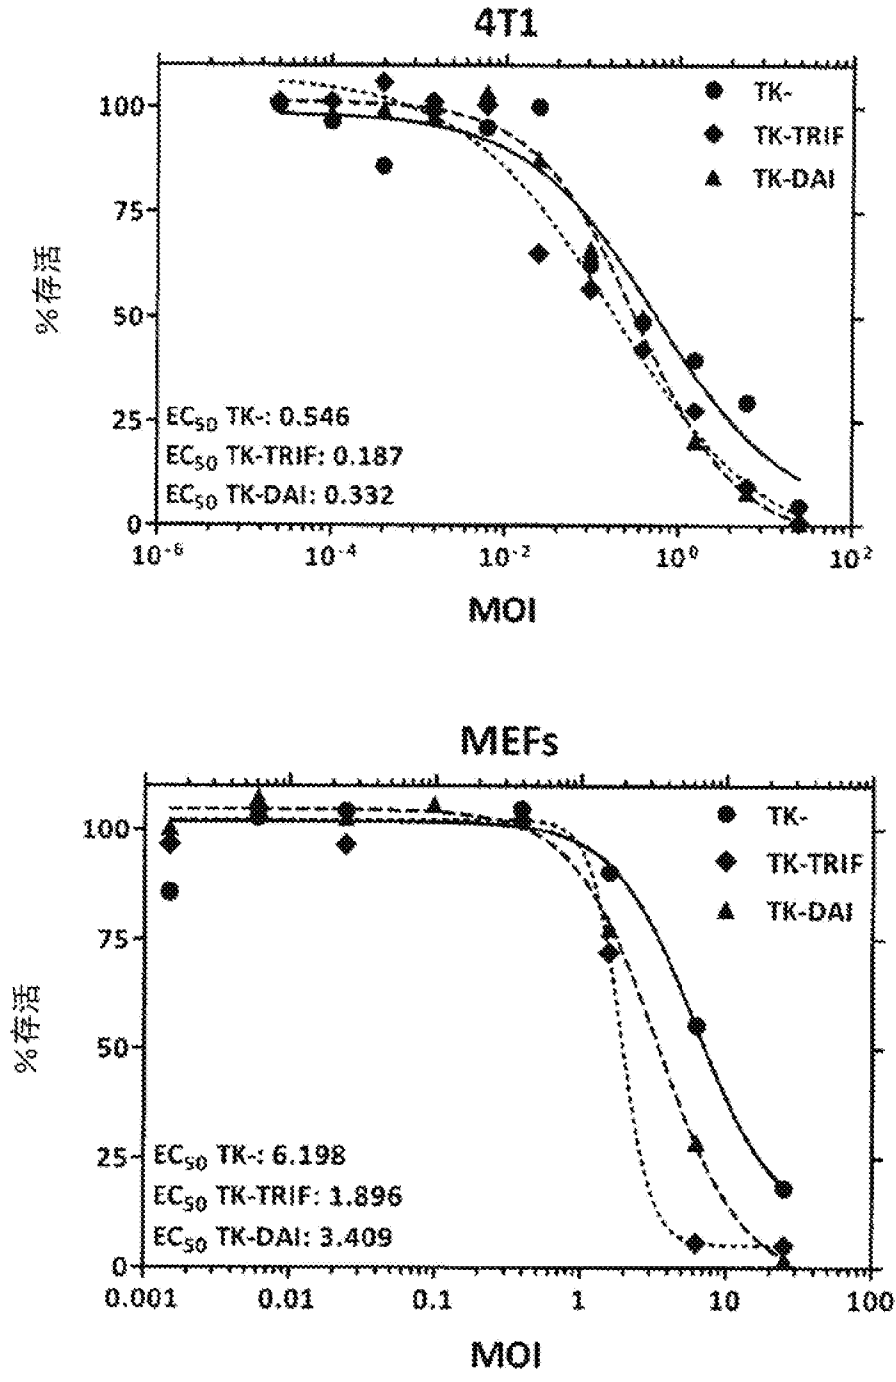 4T1
100
75
50
25
0
%存活
TK-
TK-TRIF
TK-DAI
EC50 TK-: 0.546
EC50 TK-TRIF: 0.187
EC50 TK-DAI: 0.332
10-6 10-4 10-2 100 102
MOI
MEFs
100
75
50
25
0
%存活
TK-
TK-TRIF
TK-DAI
EC50 TK-: 6.198
EC50 TK-TRIF: 1.896
EC50 TK-DAI: 3.409
0.001 0.01 0.1 1 10 100
MOI